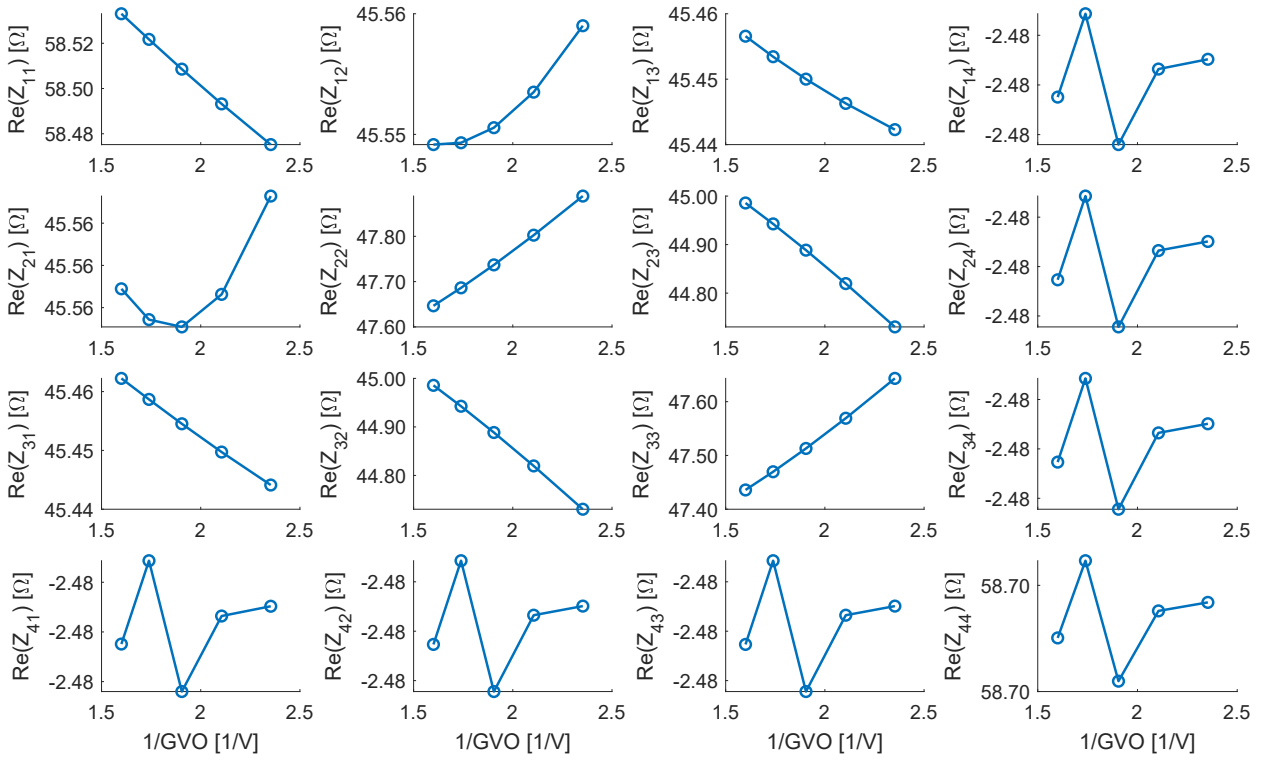 Re(Z11) [Ω]
58.52
58.50
58.48
1.5 2 2.5
Re(Z12) [Ω]
45.56
45.55
1.5 2 2.5
Re(Z13) [Ω]
45.46
45.45
45.44
1.5 2 2.5
Re(Z14) [Ω]
-2.48
-2.48
-2.48
1.5 2 2.5
Re(Z21) [Ω]
45.56
45.56
45.56
1.5 2 2.5
Re(Z22) [Ω]
47.80
47.70
47.60
1.5 2 2.5
Re(Z23) [Ω]
45.00
44.90
44.80
1.5 2 2.5
Re(Z24) [Ω]
-2.48
-2.48
-2.48
1.5 2 2.5
Re(Z31) [Ω]
45.46
45.45
45.44
1.5 2 2.5
Re(Z32) [Ω]
45.00
44.90
44.80
1.5 2 2.5
Re(Z33) [Ω]
47.60
47.50
47.40
1.5 2 2.5
Re(Z34) [Ω]
-2.48
-2.48
-2.48
1.5 2 2.5
Re(Z41) [Ω]
-2.48
-2.48
-2.48
1.5 2 2.5
1/GVO [1/V]
Re(Z42) [Ω]
-2.48
-2.48
-2.48
1.5 2 2.5
1/GVO [1/V]
Re(Z43) [Ω]
-2.48
-2.48
-2.48
1.5 2 2.5
1/GVO [1/V]
Re(Z44) [Ω]
58.70
58.70
1.5 2 2.5
1/GVO [1/V]